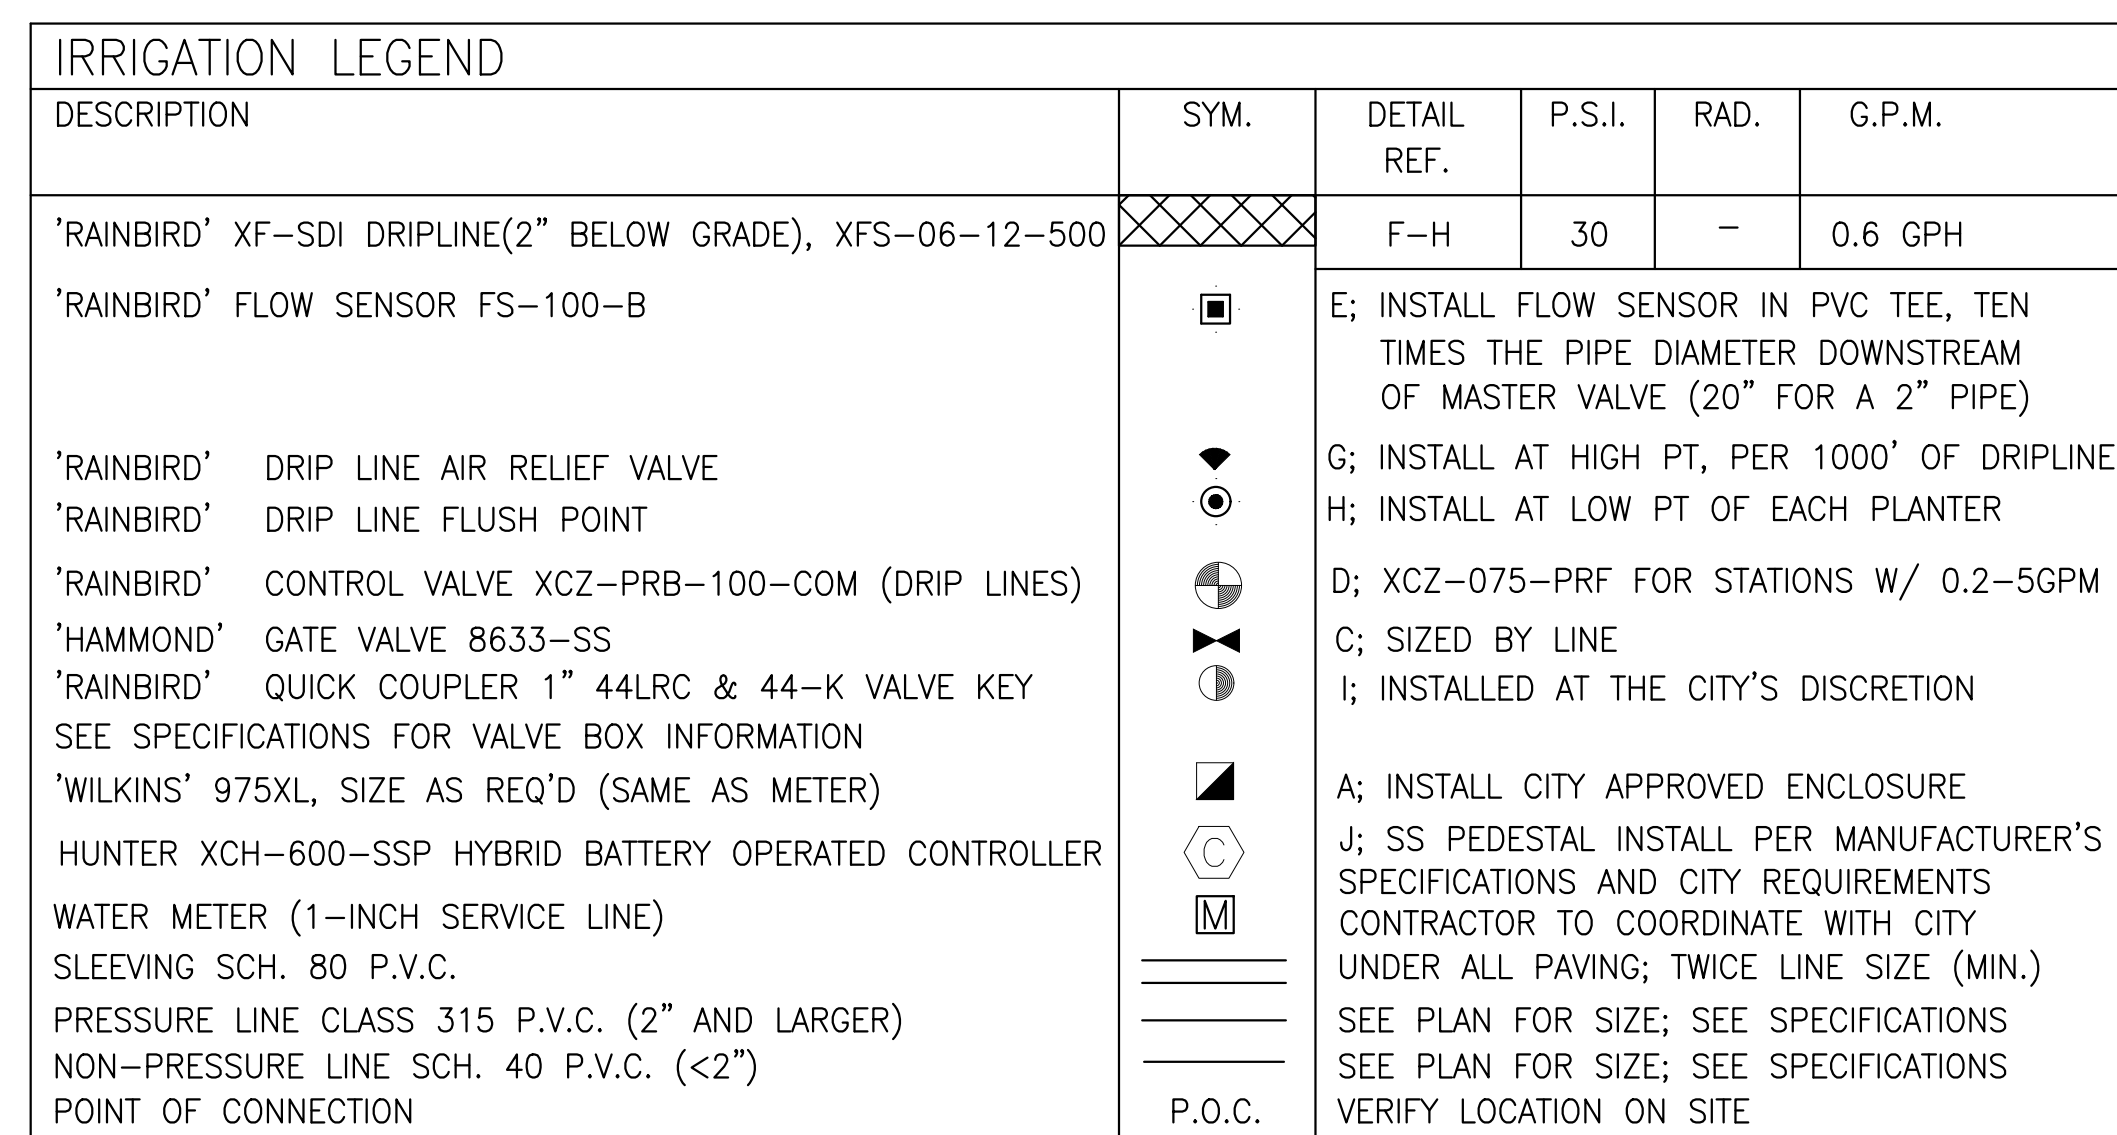 IRRIGATION LEGEND
DESCRIPTION SYM. DETAIL REF. P.S.I. RAD. G.P.M.
'RAINBIRD' XF-SDI DRIPLINE(2" BELOW GRADE), XFS-06-12-500 F-H 30 - 0.6 GPH
'RAINBIRD' FLOW SENSOR FS-100-B E; INSTALL FLOW SENSOR IN PVC TEE, TEN
TIMES THE PIPE DIAMETER DOWNSTREAM
OF MASTER VALVE (20" FOR A 2" PIPE)
'RAINBIRD' DRIP LINE AIR RELIEF VALVE G; INSTALL AT HIGH PT, PER 1000' OF DRIPLINE
'RAINBIRD' DRIP LINE FLUSH POINT H; INSTALL AT LOW PT OF EACH PLANTER
'RAINBIRD' CONTROL VALVE XCZ-PRB-100-COM (DRIP LINES) D; XCZ-075-PRF FOR STATIONS W/ 0.2-5GPM
'HAMMOND' GATE VALVE 8633-SS C; SIZED BY LINE
'RAINBIRD' QUICK COUPLER 1" 44LRC & 44-K VALVE KEY I; INSTALLED AT THE CITY'S DISCRETION
SEE SPECIFICATIONS FOR VALVE BOX INFORMATION
'WILKINS' 975XL, SIZE AS REQ'D (SAME AS METER) A; INSTALL CITY APPROVED ENCLOSURE
HUNTER XCH-600-SSP HYBRID BATTERY OPERATED CONTROLLER C J; SS PEDESTAL INSTALL PER MANUFACTURER'S
SPECIFICATIONS AND CITY REQUIREMENTS
WATER METER (1-INCH SERVICE LINE) M CONTRACTOR TO COORDINATE WITH CITY
SLEEVING SCH. 80 P.V.C. UNDER ALL PAVING; TWICE LINE SIZE (MIN.)
PRESSURE LINE CLASS 315 P.V.C. (2" AND LARGER) SEE PLAN FOR SIZE; SEE SPECIFICATIONS
NON-PRESSURE LINE SCH. 40 P.V.C. (<2") SEE PLAN FOR SIZE; SEE SPECIFICATIONS
POINT OF CONNECTION P.O.C. VERIFY LOCATION ON SITE